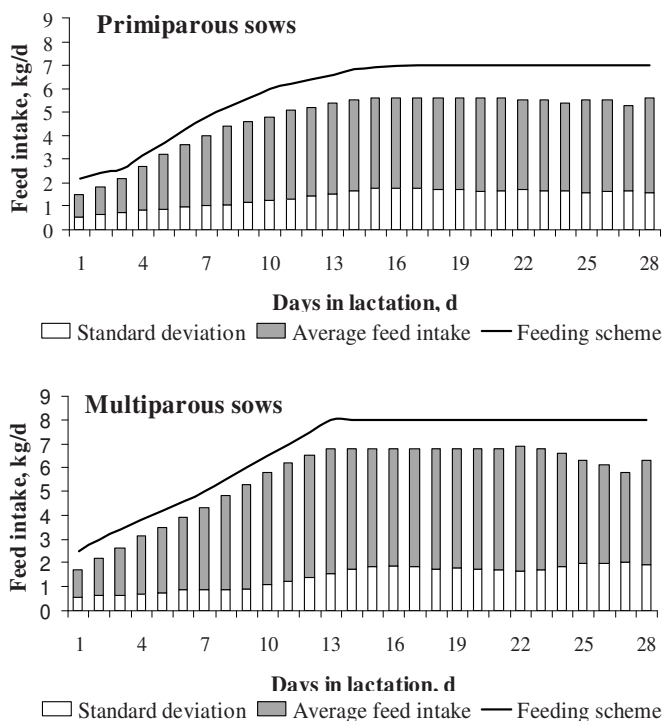 Primiparous sows
Feed intake, kg/d
9
8
7
6
5
4
3
2
1
0
1 4 7 10 13 16 19 22 25 28
Days in lactation, d
Standard deviation Average feed intake Feeding scheme
Multiparous sows
Feed intake, kg/d
9
8
7
6
5
4
3
2
1
0
1 4 7 10 13 16 19 22 25 28
Days in lactation, d
Standard deviation Average feed intake Feeding scheme